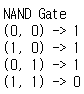 NAND Gate
(0, 0) -> 1
(1, 0) -> 1
(0, 1) -> 1
(1, 1) -> 0